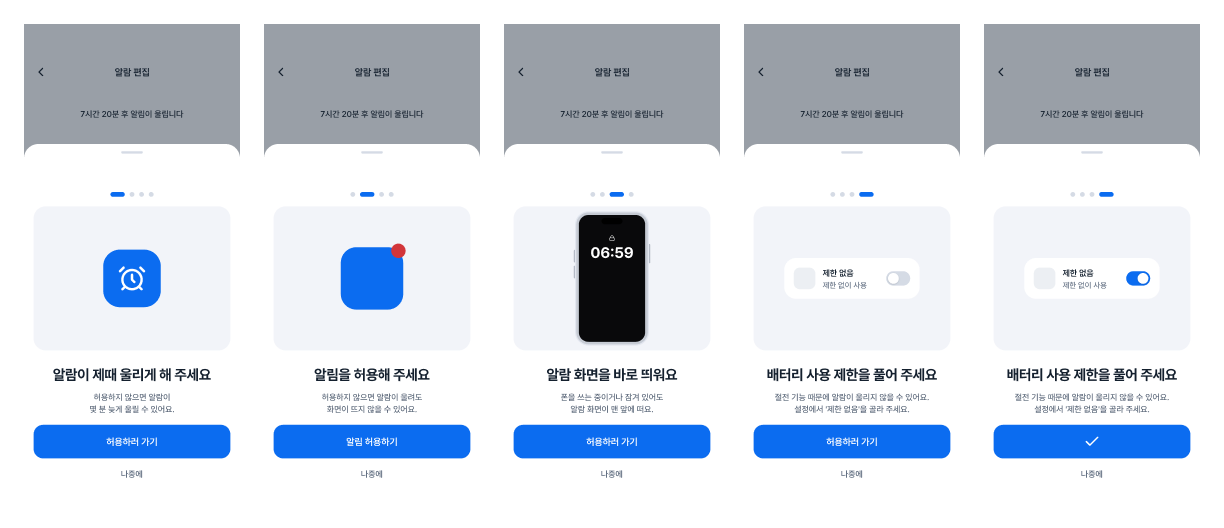 알람 편집
7시간 20분 후 알림이 울립니다
알람이 제때 울리게 해 주세요
허용하지 않으면 알람이
몇 분 늦게 울릴 수 있어요.
허용하러 가기
나중에
알람 편집
7시간 20분 후 알림이 울립니다
알림을 허용해 주세요
허용하지 않으면 알람이 울려도
화면이 뜨지 않을 수 있어요.
알림 허용하기
나중에
알람 편집
7시간 20분 후 알림이 울립니다
06:59
알람 화면을 바로 띄워요
폰을 쓰는 중이거나 잠겨 있어도
알람 화면이 맨 앞에 떠요.
허용하러 가기
나중에
알람 편집
7시간 20분 후 알림이 울립니다
제한 없음
제한 없이 사용
배터리 사용 제한을 풀어 주세요
절전 기능 때문에 알람이 울리지 않을 수 있어요.
설정에서 '제한 없음'을 골라 주세요.
허용하러 가기
나중에
알람 편집
7시간 20분 후 알림이 울립니다
제한 없음
제한 없이 사용
배터리 사용 제한을 풀어 주세요
절전 기능 때문에 알람이 울리지 않을 수 있어요.
설정에서 '제한 없음'을 골라 주세요.
나중에